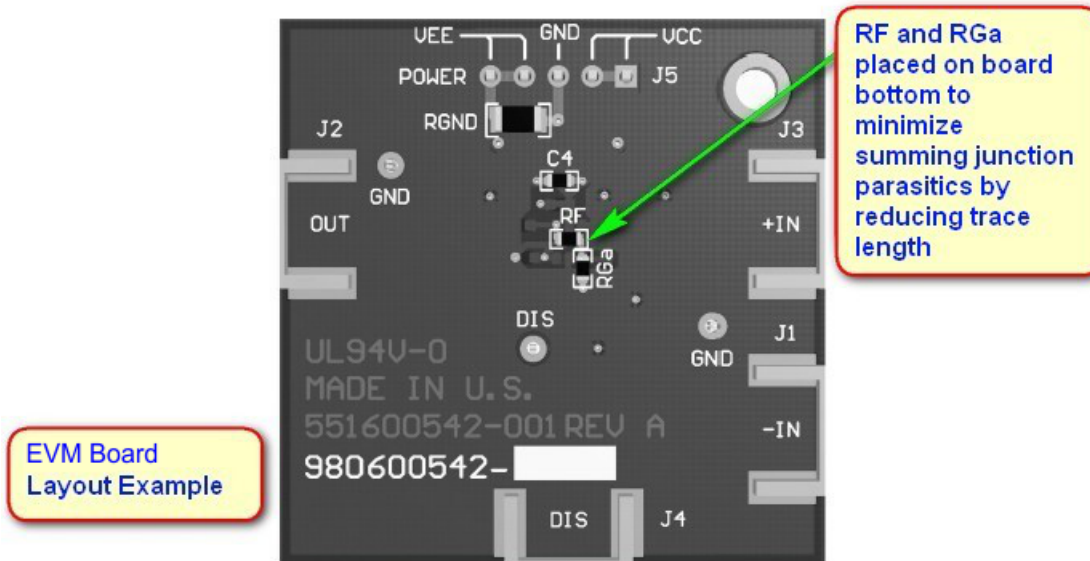 VEE GND VCC
POWER J5
RGND
J2
GND
OUT
C4
RF
RGa
J3
+IN
DIS
GND
J1
-IN
UL94V-0
MADE IN U.S.
551600542-001 REV A
980600542-
DIS
J4
RF and RGa
placed on board
bottom to
minimize
summing junction
parasitics by
reducing trace
length
EVM Board
Layout Example